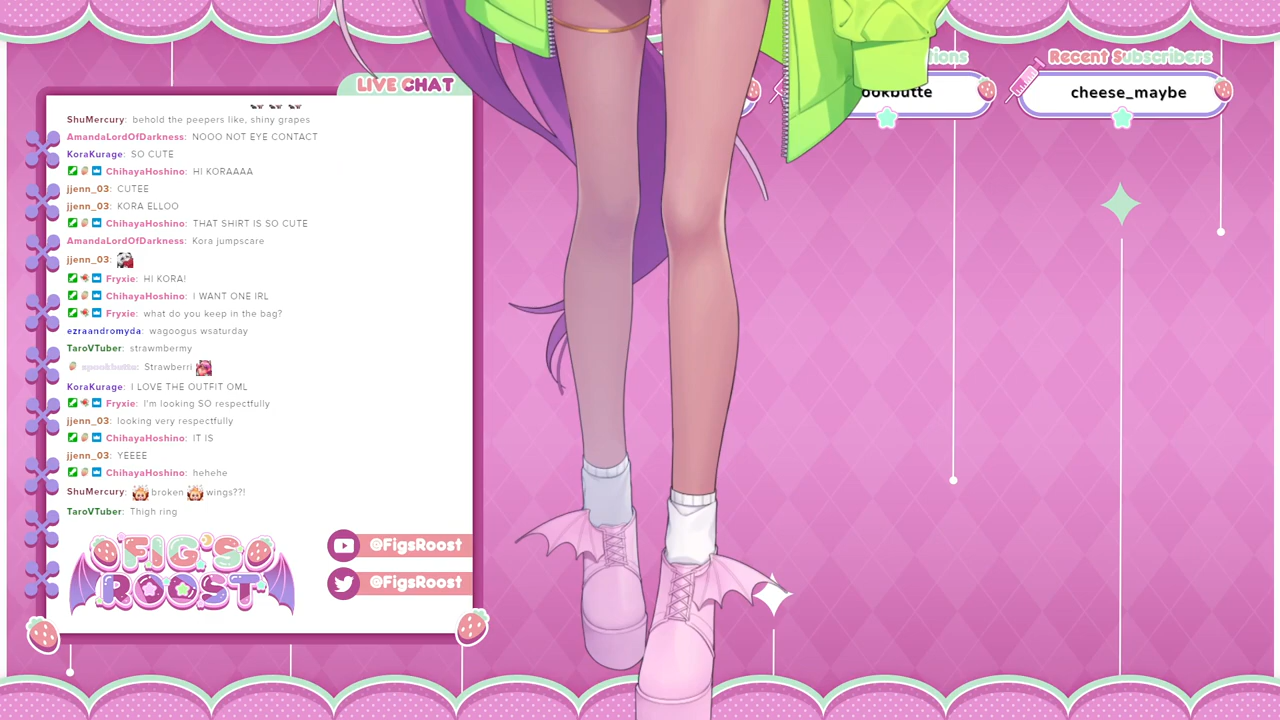 LIVE CHAT
tions
Recent Subscribers
ookbutte
cheese_maybe
ShuMercury: behold the peepers like, shiny grapes
AmandaLordOfDarkness: NOOO NOT EYE CONTACT
KoraKurage: SO CUTE
ChihayaHoshino: HI KORAAAA
jjenn_03: CUTEE
jjenn_03: KORA ELLOO
ChihayaHoshino: THAT SHIRT IS SO CUTE
AmandaLordOfDarkness: Kora jumpscare
jjenn_03:
Fryxie: HI KORA!
ChihayaHoshino: I WANT ONE IRL
Fryxie: what do you keep in the bag?
ezraandromyda: wagoogus wsaturday
TaroVTuber: strawmbermy
spookbutte: Strawberri
KoraKurage: I LOVE THE OUTFIT OML
Fryxie: I'm looking SO respectfully
jjenn_03: looking very respectfully
ChihayaHoshino: IT IS
jjenn_03: YEEEE
ChihayaHoshino: hehehe
ShuMercury: broken wings??!
TaroVTuber: Thigh ring
FIG'S
ROOST
@FigsRoost
@FigsRoost